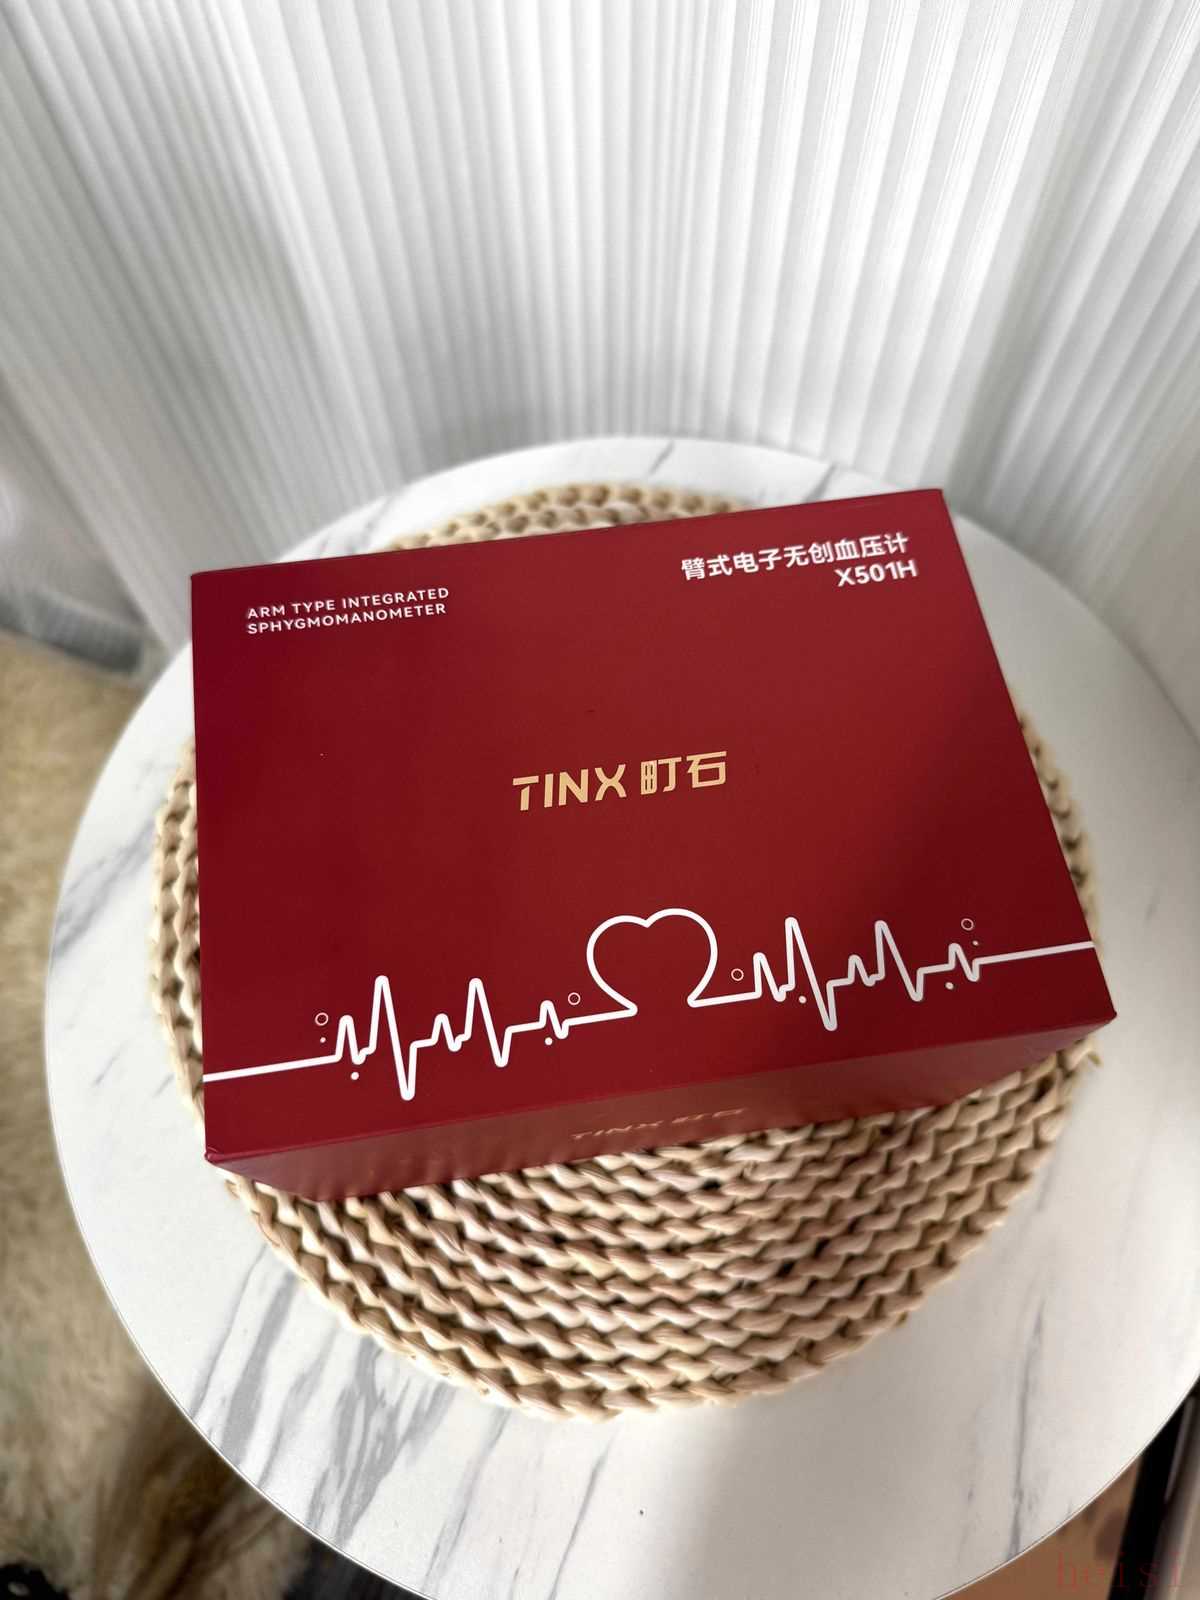 ARM TYPE INTEGRATED
SPHYGMOMANOMETER
臂式电子无创血压计
X501H
TINX 町石
TINX 町石
heisi